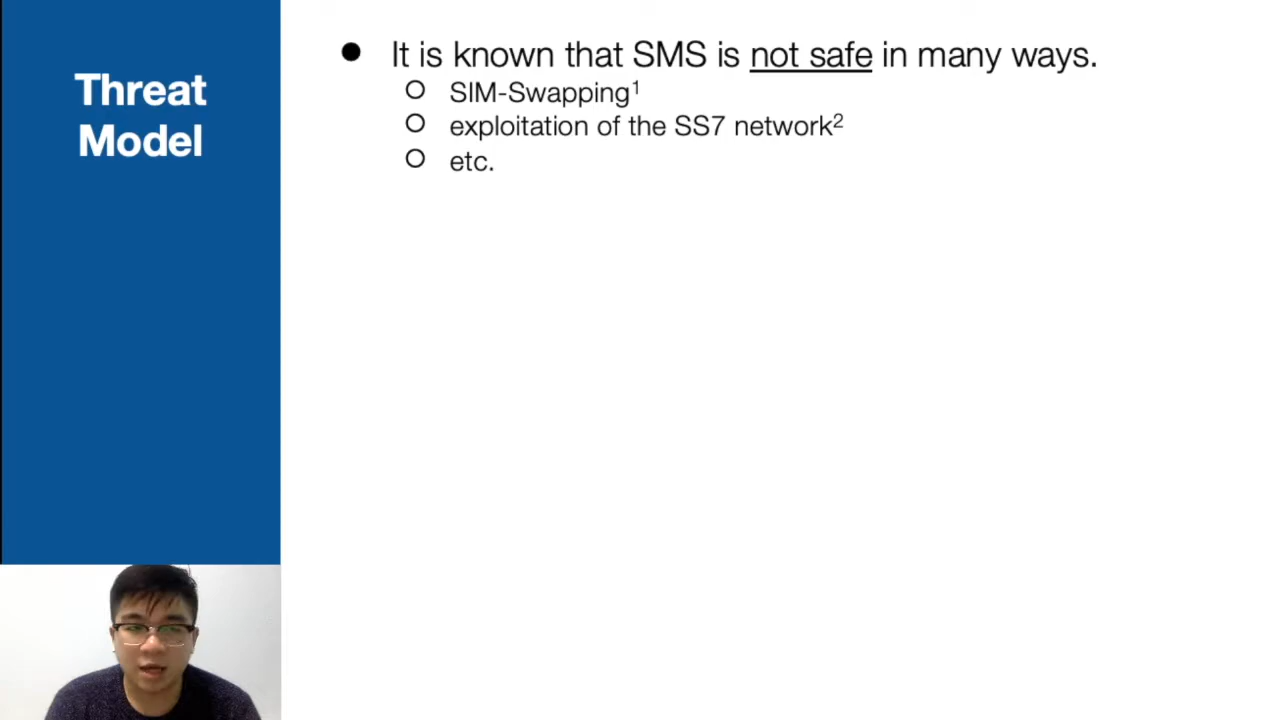 Threat
Model
● It is known that SMS is not safe in many ways.
○ SIM-Swapping¹
○ exploitation of the SS7 network²
○ etc.